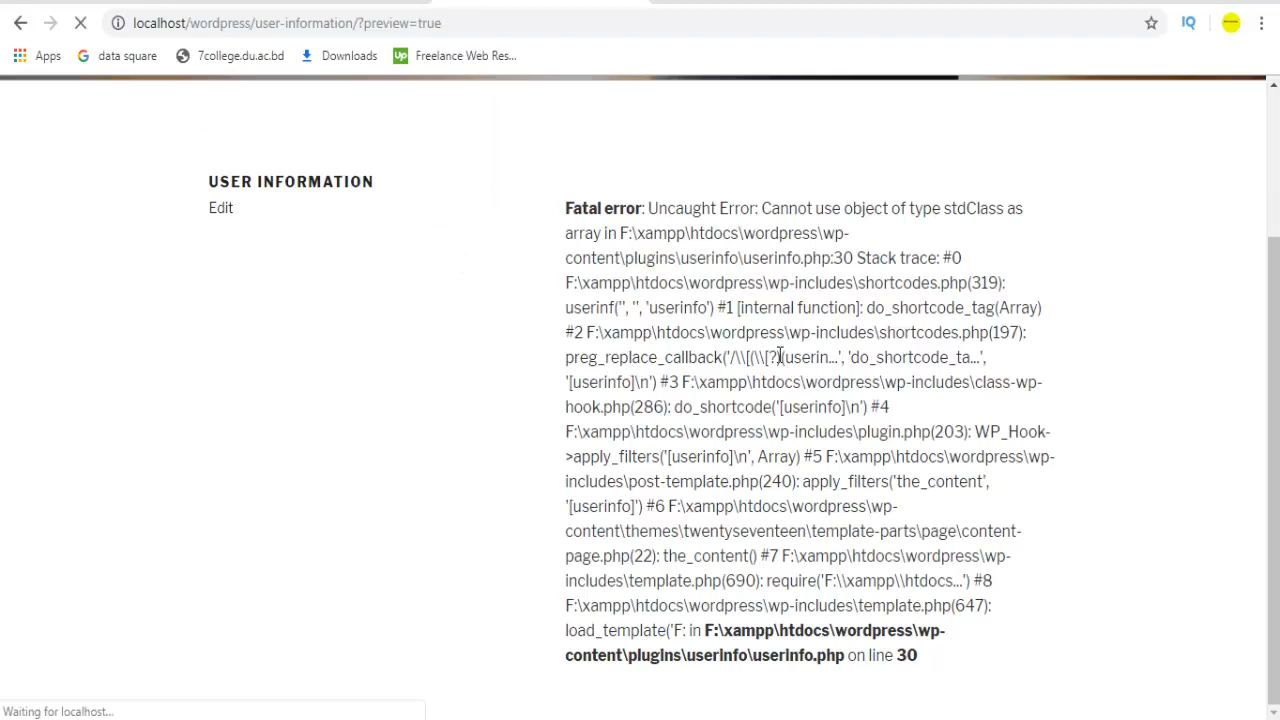 localhost/wordpress/user-information/?preview=true
IQ
Apps data square 7college.du.ac.bd Downloads Up Freelance Web Res...
USER INFORMATION
Edit
Fatal error: Uncaught Error: Cannot use object of type stdClass as
array in F:\xampp\htdocs\wordpress\wp-
content\plugins\userinfo\userinfo.php:30 Stack trace: #0
F:\xampp\htdocs\wordpress\wp-includes\shortcodes.php(319):
userinf('', '', 'userinfo') #1 [internal function]: do_shortcode_tag(Array)
#2 F:\xampp\htdocs\wordpress\wp-includes\shortcodes.php(197):
preg_replace_callback('/\\[(\\[?)(userin...', 'do_shortcode_ta...',
'[userinfo]\n') #3 F:\xampp\htdocs\wordpress\wp-includes\class-wp-
hook.php(286): do_shortcode('[userinfo]\n') #4
F:\xampp\htdocs\wordpress\wp-includes\plugin.php(203): WP_Hook-
>apply_filters('[userinfo]\n', Array) #5 F:\xampp\htdocs\wordpress\wp-
includes\post-template.php(240): apply_filters('the_content',
'[userinfo]') #6 F:\xampp\htdocs\wordpress\wp-
content\themes\twentyseventeen\template-parts\page\content-
page.php(22): the_content() #7 F:\xampp\htdocs\wordpress\wp-
includes\template.php(690): require('F:\\xampp\\htdocs...') #8
F:\xampp\htdocs\wordpress\wp-includes\template.php(647):
load_template('F: in F:\xampp\htdocs\wordpress\wp-
content\plugins\userinfo\userinfo.php on line 30
Waiting for localhost...